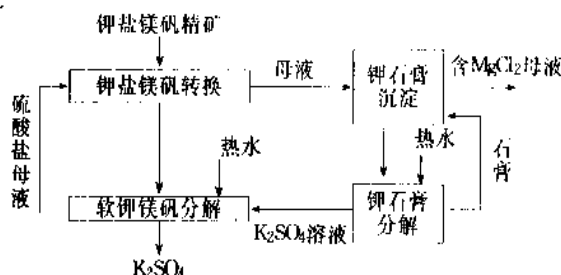 钾盐镁矾精矿
钾盐镁矾转换
母液
钾石膏
沉淀
含MgCl2母液
硫酸盐母液
热水
热水
石膏
软钾镁矾分解
K2SO4溶液
钾石膏
分解
K2SO4